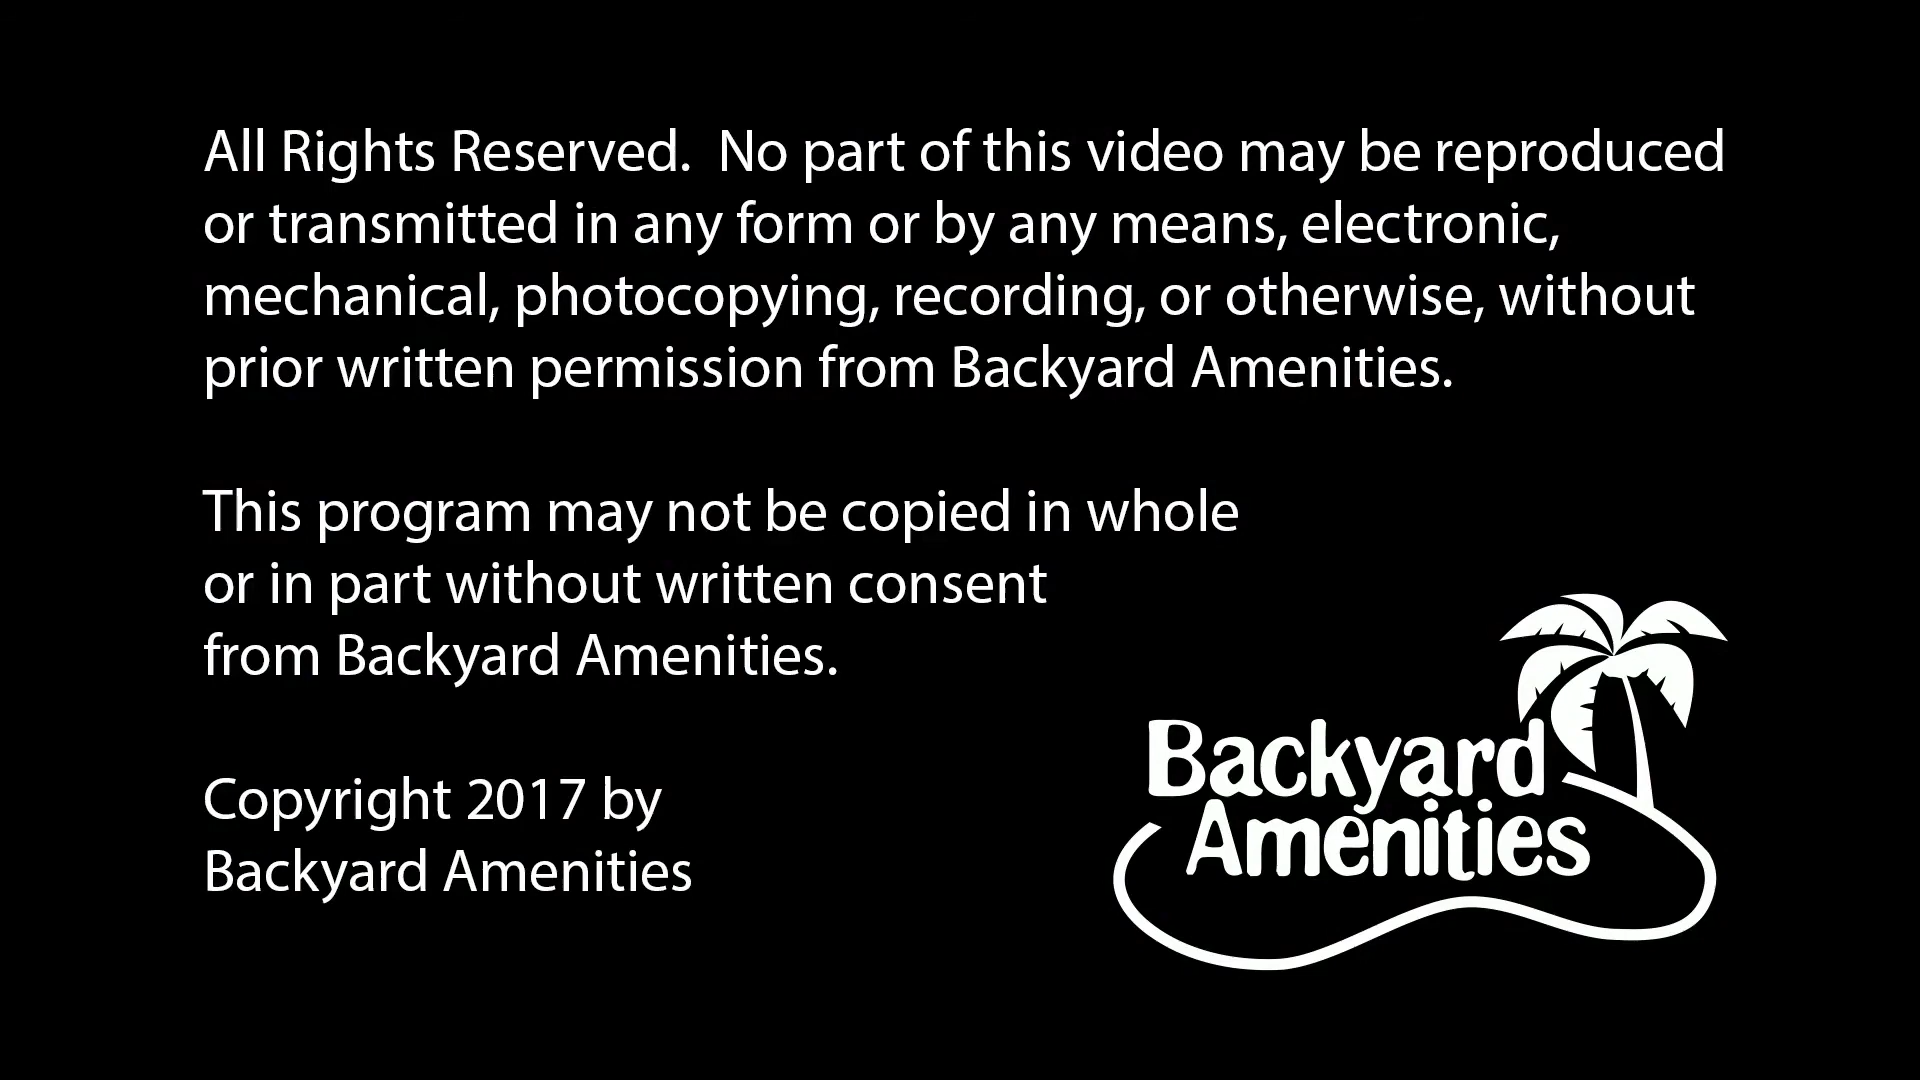 All Rights Reserved.  No part of this video may be reproduced
or transmitted in any form or by any means, electronic,
mechanical, photocopying, recording, or otherwise, without
prior written permission from Backyard Amenities.
This program may not be copied in whole
or in part without written consent
from Backyard Amenities.
Copyright 2017 by
Backyard Amenities
Backyard
Amenities